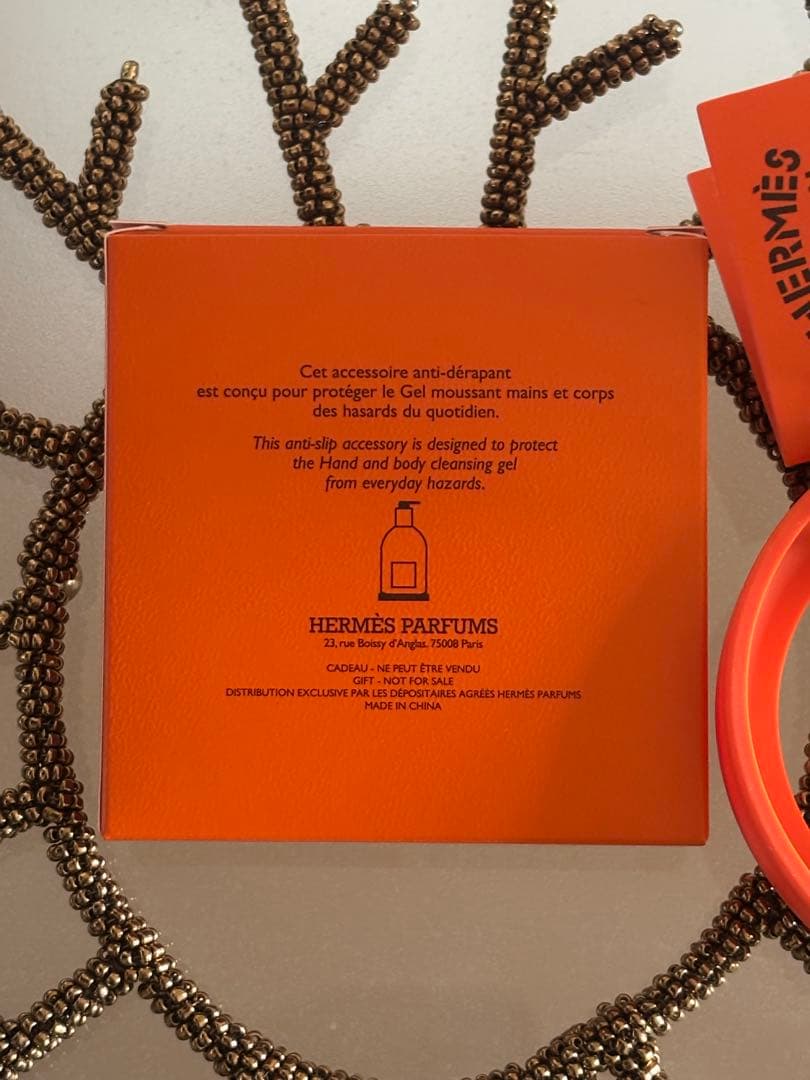 Cet accessoire anti-dérapant
est conçu pour protéger le Gel moussant mains et corps
des hasards du quotidien.
This anti-slip accessory is designed to protect
the Hand and body cleansing gel
from everyday hazards.
HERMÈS PARFUMS
23, rue Boissy d'Anglas. 75008 Paris
CADEAU - NE PEUT ÊTRE VENDU
GIFT - NOT FOR SALE
DISTRIBUTION EXCLUSIVE PAR LES DÉPOSITAIRES AGRÉÉS HERMÈS PARFUMS
MADE IN CHINA
HERMÈS